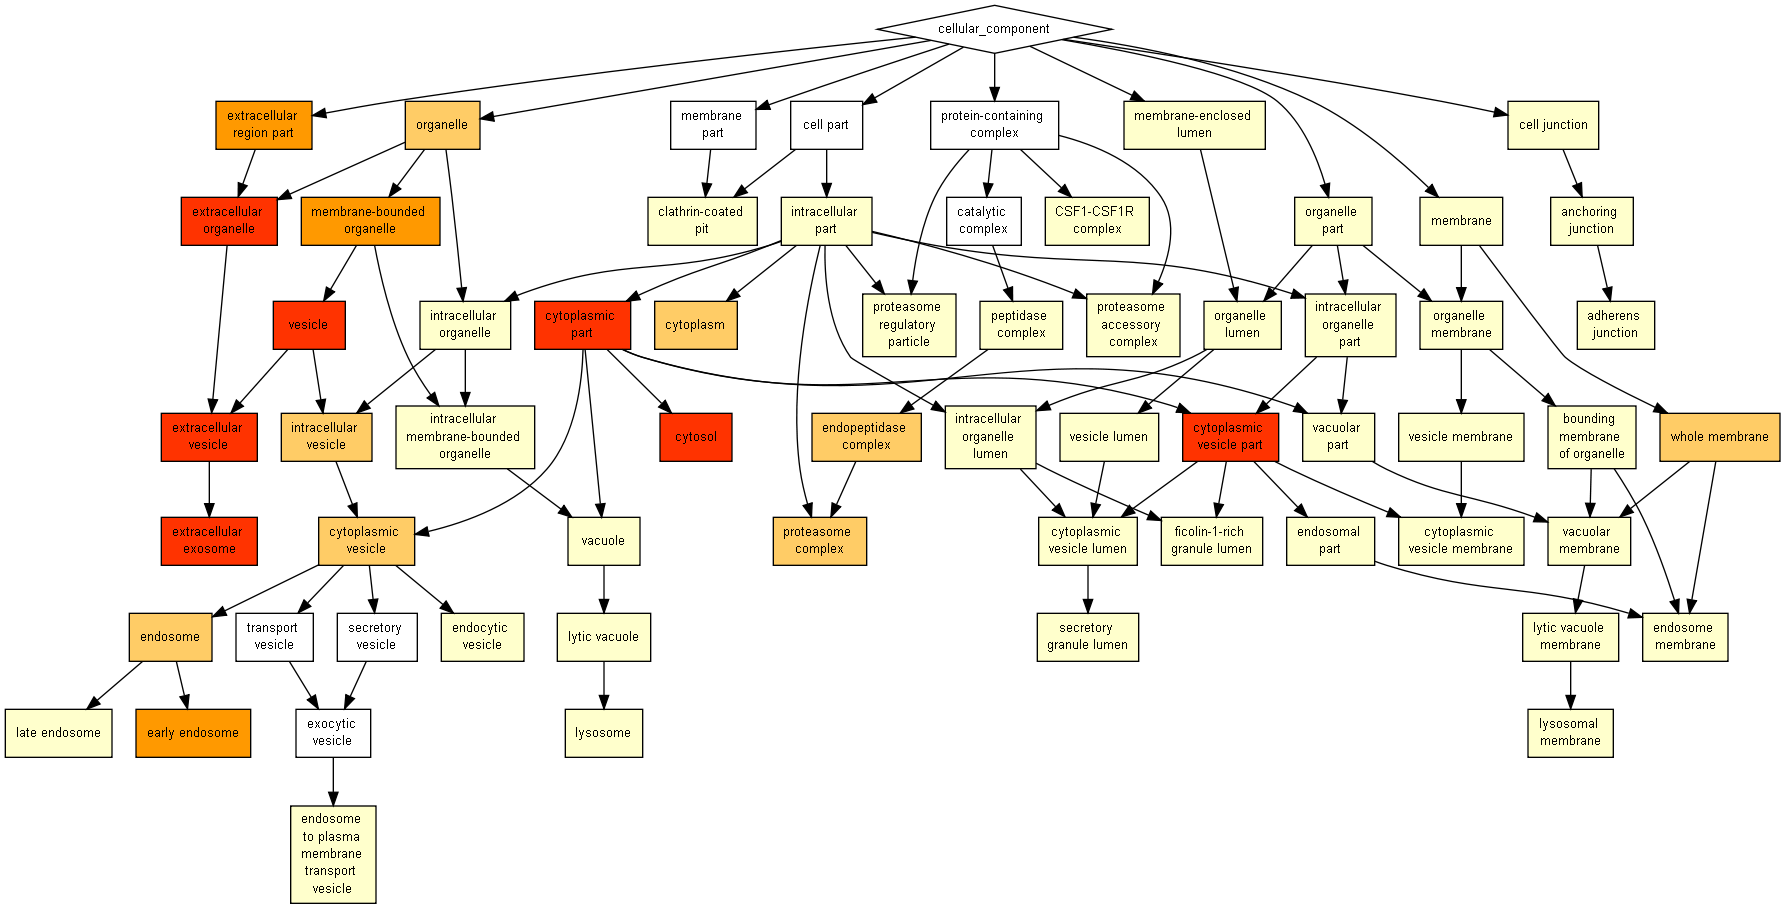 cellular_component
extracellular
region part
organelle
membrane
part
cell part
protein-containing
complex
membrane-enclosed
lumen
cell junction
extracellular
organelle
membrane-bounded
organelle
clathrin-coated
pit
intracellular
part
catalytic
complex
CSF1-CSF1R
complex
organelle
part
membrane
anchoring
junction
vesicle
intracellular
organelle
cytoplasmic
part
cytoplasm
proteasome
regulatory
particle
peptidase
complex
proteasome
accessory
complex
organelle
lumen
intracellular
organelle
part
organelle
membrane
adherens
junction
extracellular
vesicle
intracellular
vesicle
intracellular
membrane-bounded
organelle
cytosol
endopeptidase
complex
intracellular
organelle
lumen
vesicle lumen
cytoplasmic
vesicle part
vacuolar
part
vesicle membrane
bounding
membrane
of organelle
whole membrane
extracellular
exosome
cytoplasmic
vesicle
vacuole
proteasome
complex
cytoplasmic
vesicle lumen
ficolin-1-rich
granule lumen
endosomal
part
cytoplasmic
vesicle membrane
vacuolar
membrane
endosome
transport
vesicle
secretory
vesicle
endocytic
vesicle
lytic vacuole
secretory
granule lumen
lytic vacuole
membrane
endosome
membrane
late endosome
early endosome
exocytic
vesicle
lysosome
lysosomal
membrane
endosome
to plasma
membrane
transport
vesicle